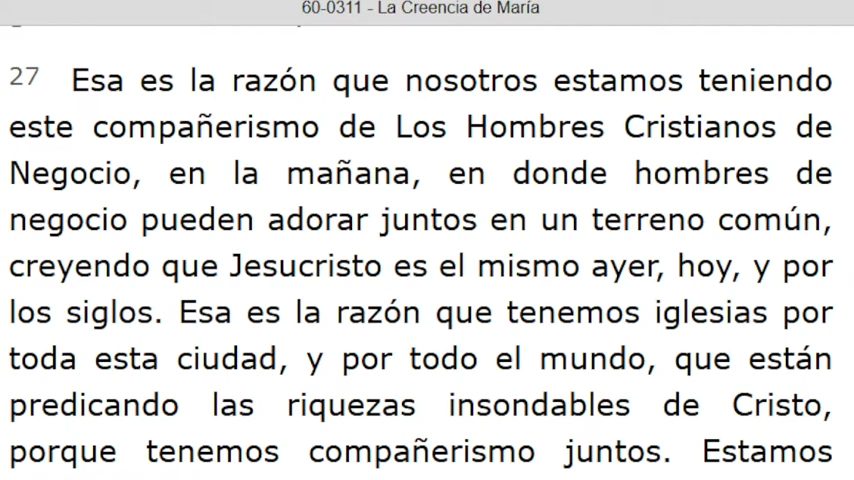 60-0311 - La Creencia de María
27 Esa es la razón que nosotros estamos teniendo
este compañerismo de Los Hombres Cristianos de
Negocio, en la mañana, en donde hombres de
negocio pueden adorar juntos en un terreno común,
creyendo que Jesucristo es el mismo ayer, hoy, y por
los siglos. Esa es la razón que tenemos iglesias por
toda esta ciudad, y por todo el mundo, que están
predicando las riquezas insondables de Cristo,
porque tenemos compañerismo juntos. Estamos